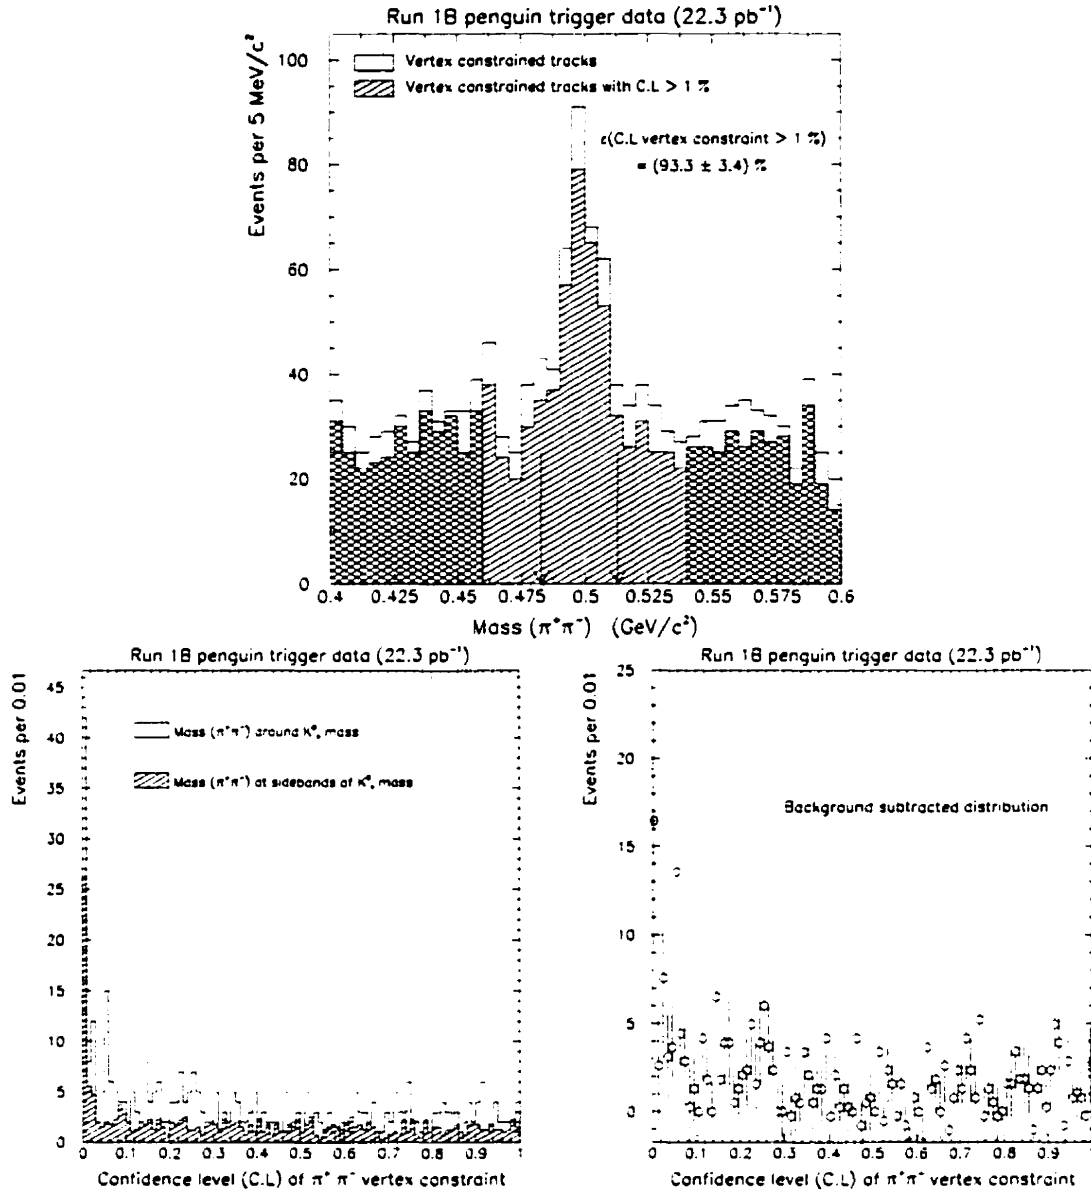 Run 1B penguin trigger data (22.3 pb⁻¹)
Events per 5 MeV/c²
100
80
60
40
20
0
Vertex constrained tracks
Vertex constrained tracks with C.L > 1 %
ε(C.L vertex constraint > 1 %)
= (93.3 ± 3.4) %
0.4 0.425 0.45 0.475 0.5 0.525 0.55 0.575 0.6
Mass (π⁺π⁻) (GeV/c²)
Run 1B penguin trigger data (22.3 pb⁻¹)
Events per 0.01
45
40
35
30
25
20
15
10
5
0
Mass (π⁺π⁻) around K⁰ₛ mass
Mass (π⁺π⁻) at sidebands of K⁰ₛ mass
0 0.1 0.2 0.3 0.4 0.5 0.6 0.7 0.8 0.9 1
Confidence level (C.L) of π⁺ π⁻ vertex constraint
Run 1B penguin trigger data (22.3 pb⁻¹)
Events per 0.01
25
20
15
10
5
0
Background subtracted distribution
0 0.1 0.2 0.3 0.4 0.5 0.6 0.7 0.8 0.9
Confidence level (C.L) of π⁺π⁻ vertex constraint